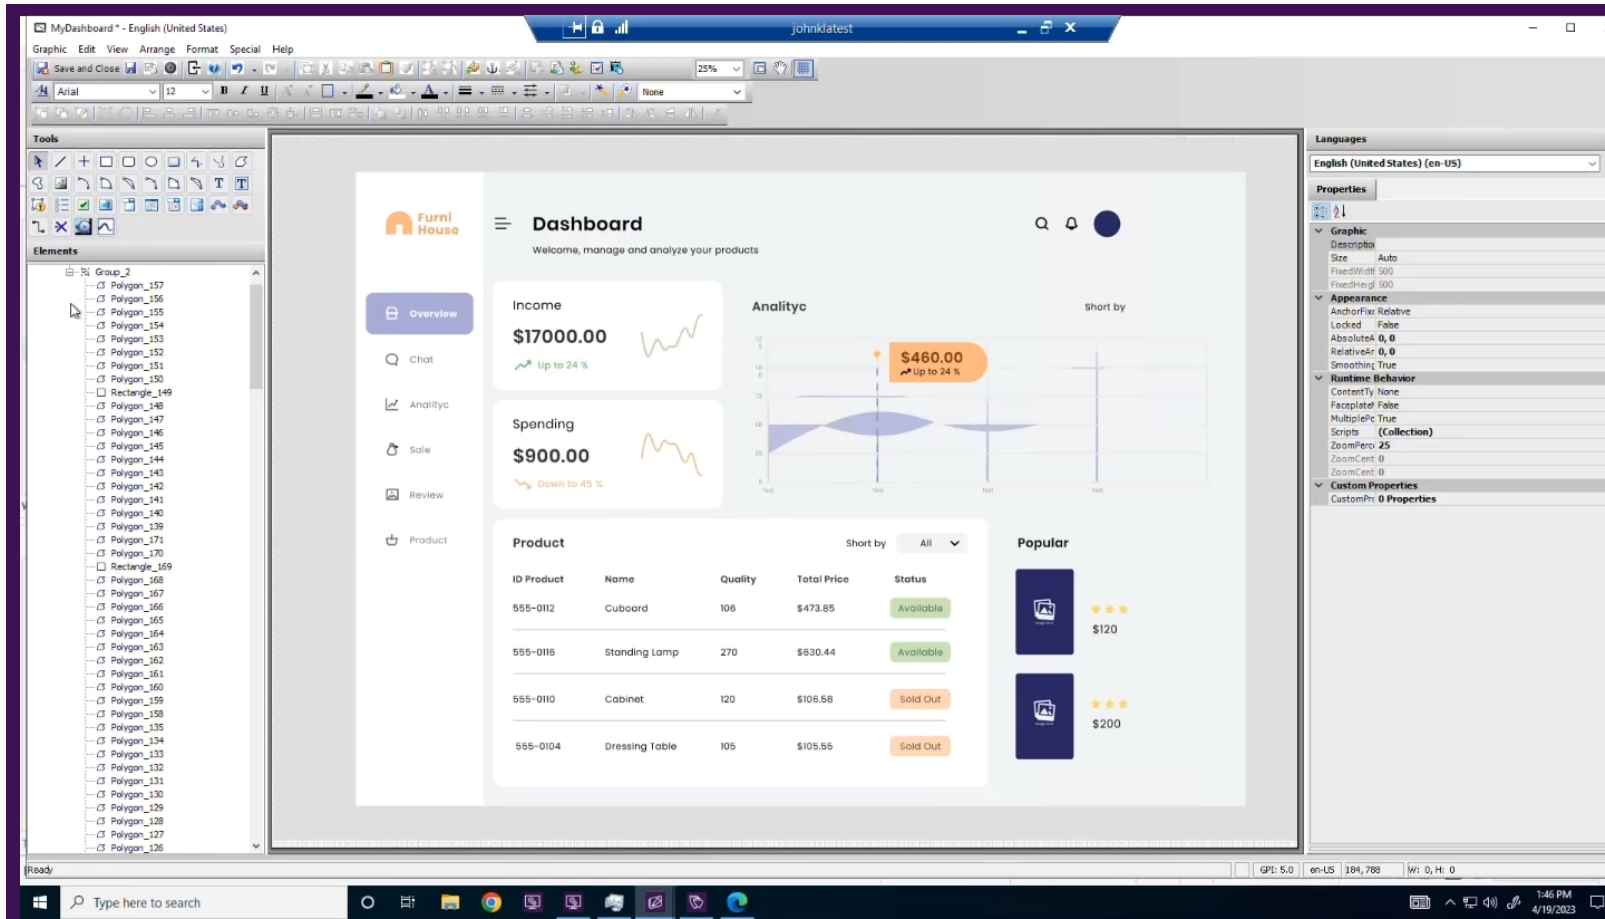 MyDashboard * - English (United States)
johnklatest
Graphic Edit View Arrange Format Special Help
Save and Close
25%
Arial
12
B I U
None
Tools
T T
Elements
Group_2
Polygon_157
Polygon_156
Polygon_155
Polygon_154
Polygon_153
Polygon_152
Polygon_151
Polygon_150
Rectangle_149
Polygon_148
Polygon_147
Polygon_146
Polygon_145
Polygon_144
Polygon_143
Polygon_142
Polygon_141
Polygon_140
Polygon_139
Polygon_171
Polygon_170
Rectangle_169
Polygon_168
Polygon_167
Polygon_166
Polygon_165
Polygon_164
Polygon_163
Polygon_162
Polygon_161
Polygon_160
Polygon_159
Polygon_158
Polygon_135
Polygon_134
Polygon_133
Polygon_132
Polygon_131
Polygon_130
Polygon_129
Polygon_128
Polygon_127
Polygon_126
Furni
House
Dashboard
Welcome, manage and analyze your products
Overview
Chat
Analityc
Sale
Review
Product
Income
$17000.00
Up to 24 %
Spending
$900.00
Down to 45 %
Analityc
Short by
$460.00
Up to 24 %
Text Text Text Text
Product
Short by
All
ID Product Name Quality Total Price Status
555-0112 Cuboard 106 $473.85 Available
555-0116 Standing Lamp 270 $630.44 Available
555-0110 Cabinet 120 $106.58 Sold Out
555-0104 Dressing Table 105 $105.55 Sold Out
Popular
$120
$200
Languages
English (United States) (en-US)
Properties
Graphic
Descriptio
Size Auto
FixedWidt 500
FixedHeig 500
Appearance
AnchorFix Relative
Locked False
AbsoluteA 0, 0
RelativeAr 0, 0
Smoothing True
Runtime Behavior
ContentTy None
Faceplate False
MultiplePo True
Scripts (Collection)
ZoomPerc 25
ZoomCent 0
ZoomCent 0
Custom Properties
CustomPr 0 Properties
Ready
GPI: 5.0
en-US
184,788
W: 0, H: 0
Type here to search
1:46 PM
4/19/2023